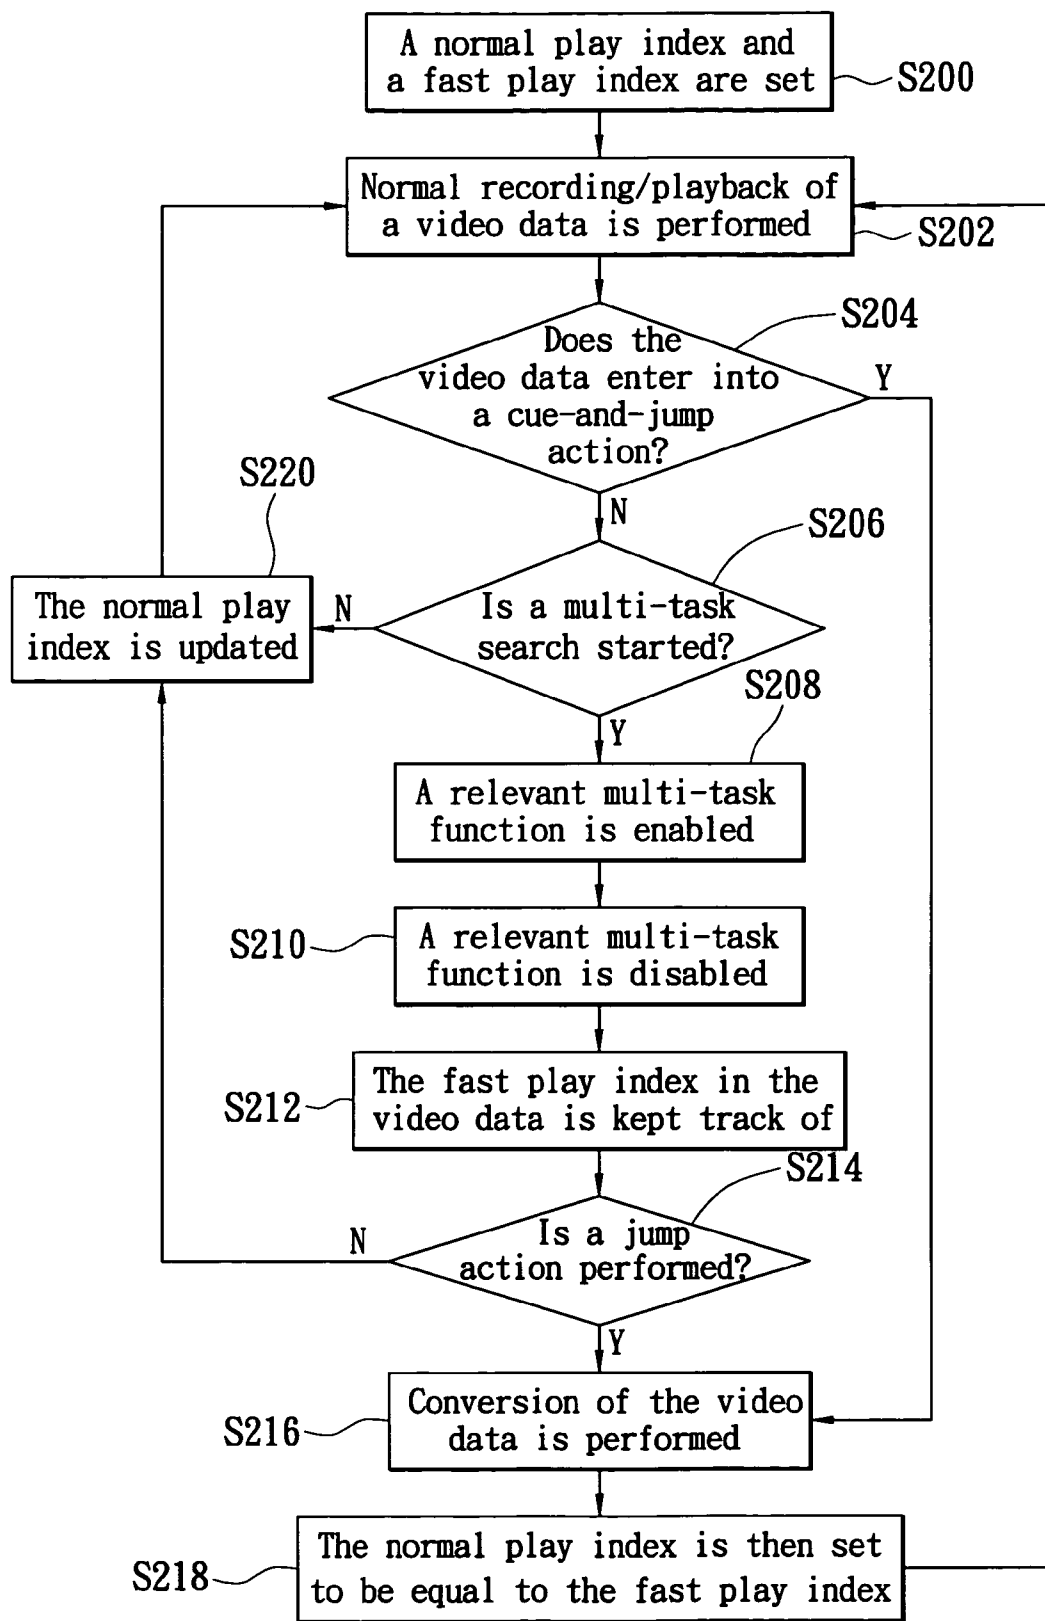 A normal play index and
a fast play index are set
S200
Normal recording/playback of
a video data is performed
S202
S204
Does the
video data enter into
a cue-and-jump
action?
Y
N
S220
S206
The normal play
index is updated
N
Is a multi-task
search started?
S208
Y
A relevant multi-task
function is enabled
S210
A relevant multi-task
function is disabled
S212
The fast play index in the
video data is kept track of
S214
N
Is a jump
action performed?
Y
S216
Conversion of the video
data is performed
S218
The normal play index is then set
to be equal to the fast play index